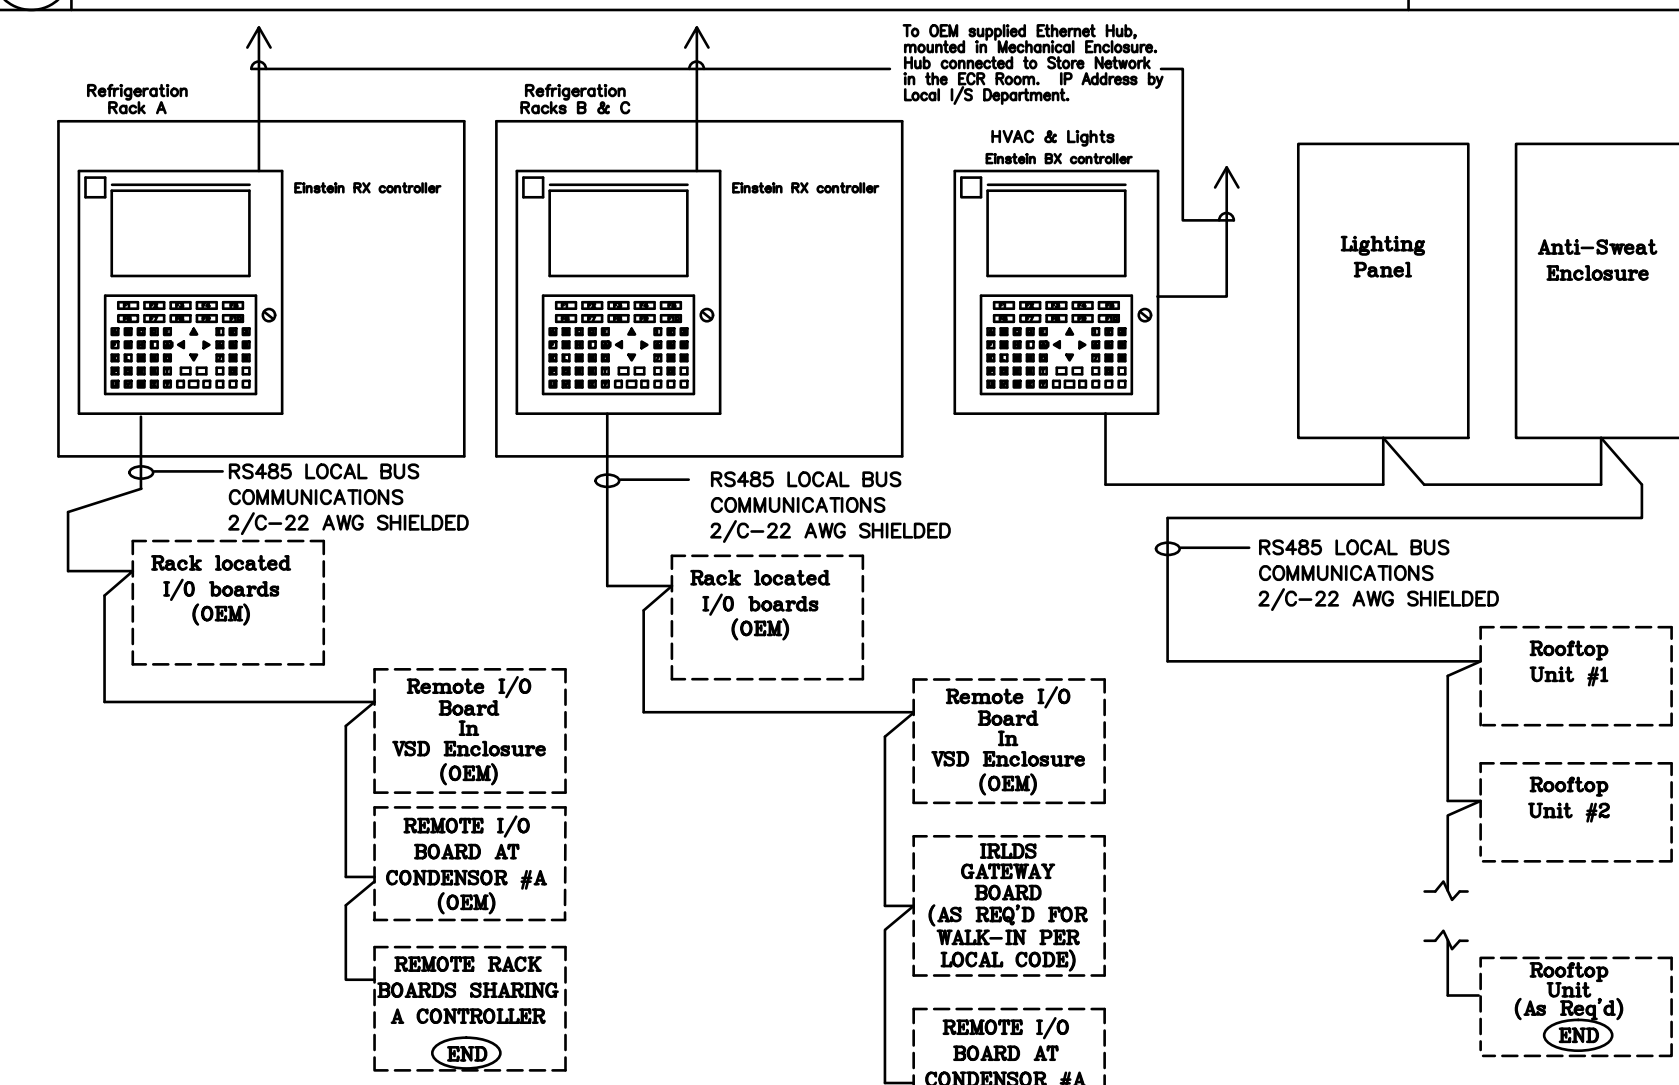 To OEM supplied Ethernet Hub,
mounted in Mechanical Enclosure.
Hub connected to Store Network
in the ECR Room. IP Address by
Local I/S Department.
Refrigeration
Rack A
Einstein RX controller
RS485 LOCAL BUS
COMMUNICATIONS
2/C-22 AWG SHIELDED
Rack located
I/O boards
(OEM)
Remote I/O
Board
In
VSD Enclosure
(OEM)
REMOTE I/O
BOARD AT
CONDENSOR #A
(OEM)
REMOTE RACK
BOARDS SHARING
A CONTROLLER
END
Refrigeration
Racks B & C
Einstein RX controller
RS485 LOCAL BUS
COMMUNICATIONS
2/C-22 AWG SHIELDED
Rack located
I/O boards
(OEM)
Remote I/O
Board
In
VSD Enclosure
(OEM)
IRLDS
GATEWAY
BOARD
(AS REQ'D FOR
WALK-IN PER
LOCAL CODE)
REMOTE I/O
BOARD AT
CONDENSOR #A
HVAC & Lights
Einstein BX controller
Lighting
Panel
Anti-Sweat
Enclosure
RS485 LOCAL BUS
COMMUNICATIONS
2/C-22 AWG SHIELDED
Rooftop
Unit #1
Rooftop
Unit #2
Rooftop
Unit
(As Req'd)
END